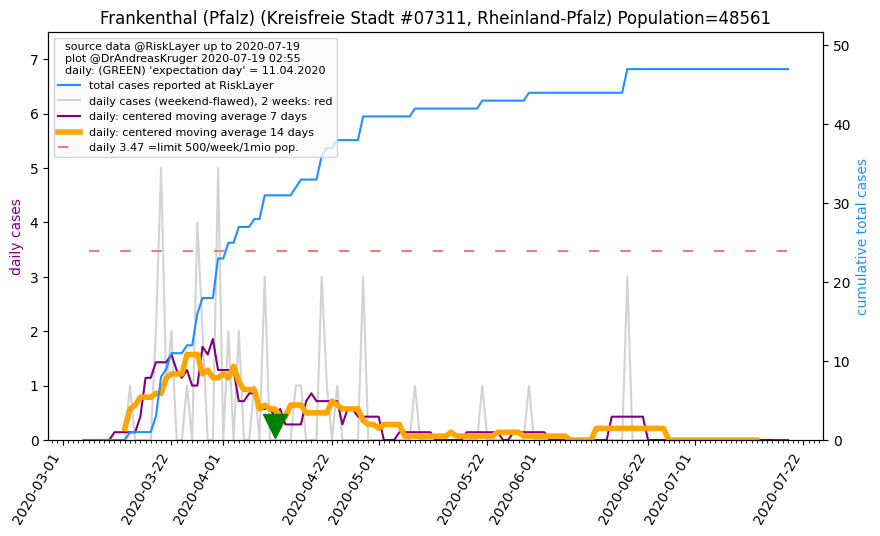 Frankenthal (Pfalz) (Kreisfreie Stadt #07311, Rheinland-Pfalz) Population=48561
source data @RiskLayer up to 2020-07-19
plot @DrAndreasKruger 2020-07-19 02:55
daily: (GREEN) 'expectation day' = 11.04.2020
total cases reported at RiskLayer
daily cases (weekend-flawed), 2 weeks: red
daily: centered moving average 7 days
daily: centered moving average 14 days
daily 3.47 =limit 500/week/1mio pop.
daily cases
7
6
5
4
3
2
1
0
50
40
30
20
10
0
cumulative total cases
2020-03-01
2020-03-22
2020-04-01
2020-04-22
2020-05-01
2020-05-22
2020-06-01
2020-06-22
2020-07-01
2020-07-22